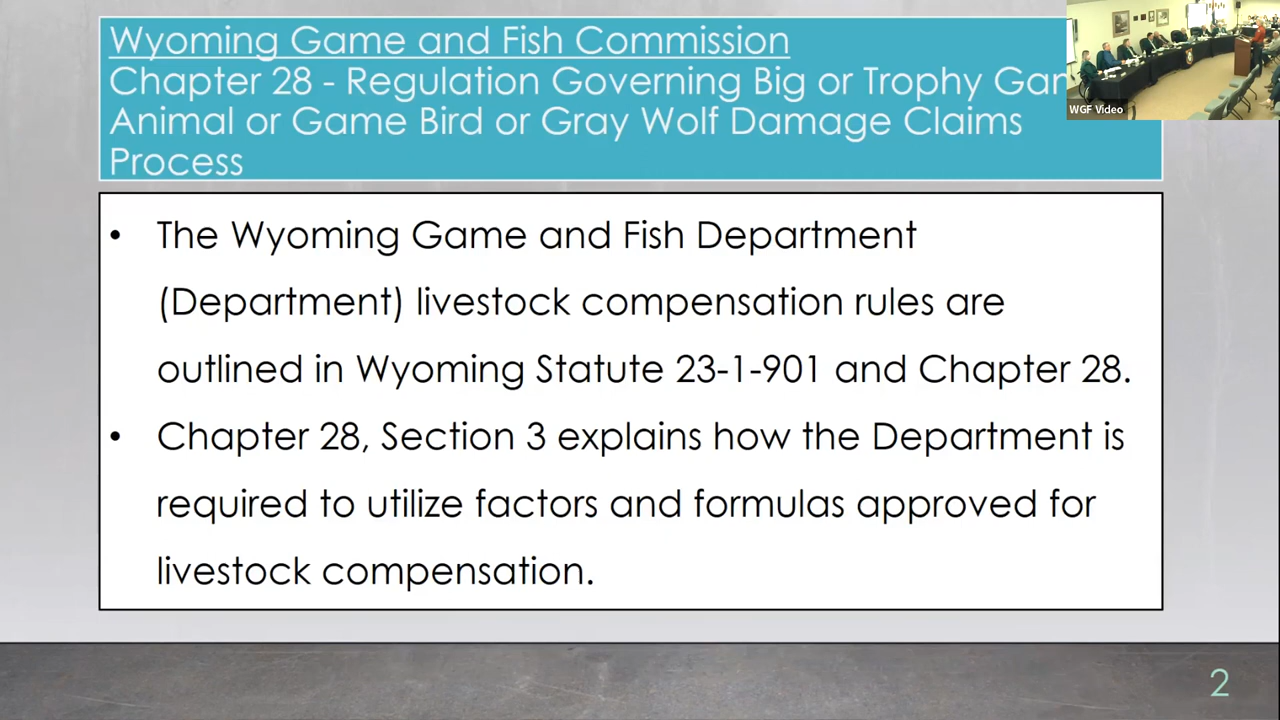 Wyoming Game and Fish Commission
Chapter 28 - Regulation Governing Big or Trophy Gam
Animal or Game Bird or Gray Wolf Damage Claims
Process
WGF Video
• The Wyoming Game and Fish Department
(Department) livestock compensation rules are
outlined in Wyoming Statute 23-1-901 and Chapter 28.
• Chapter 28, Section 3 explains how the Department is
required to utilize factors and formulas approved for
livestock compensation.
2